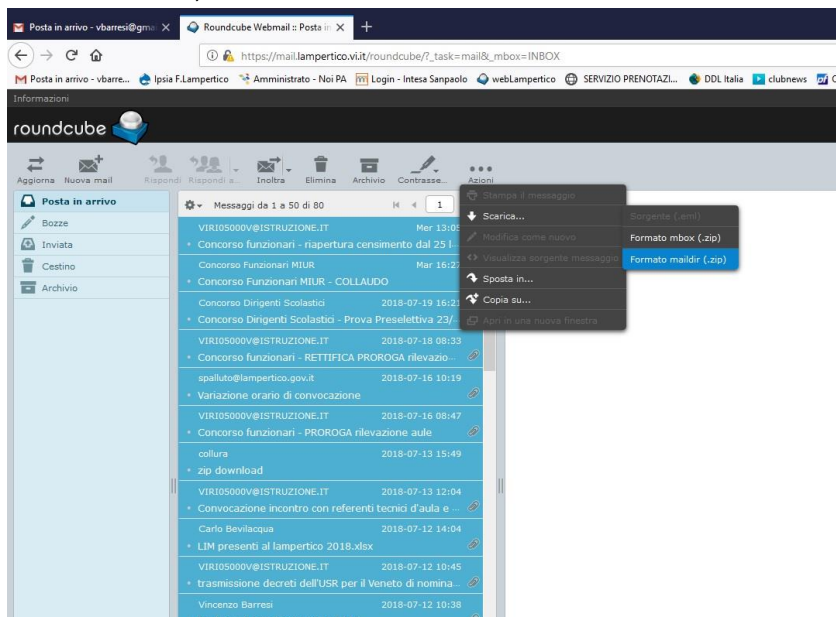 Posta in arrivo - vbarresi@gma
Roundcube Webmail :: Posta in
https://mail.lampertico.vi.it/roundcube/?_task=mail&_mbox=INBOX
Posta in arrivo - vbarre...
Ipsia F.Lampertico
Amministrato - Noi PA
Login - Intesa Sanpaolo
webLampertico
SERVIZIO PRENOTAZI...
DDL Italia
clubnews
Informazioni
roundcube
Aggiorna
Nuova mail
Rispondi
Rispondi a...
Inoltra
Elimina
Archivio
Contrasse...
Azioni
Posta in arrivo
Bozze
Inviata
Cestino
Archivio
Messaggi da 1 a 50 di 80
1
VIRI05000V@ISTRUZIONE.IT Mer 13:03
Concorso funzionari - riapertura censimento dal 25 l
Concorso Funzionari MIUR Mar 16:27
Concorso Funzionari MIUR - COLLAUDO
Concorso Dirigenti Scolastici 2018-07-19 16:21
Concorso Dirigenti Scolastici - Prova Preselettiva 23/
VIRI05000V@ISTRUZIONE.IT 2018-07-18 08:33
Concorso funzionari - RETTIFICA PROROGA rilevazio...
spalluto@lampertico.gov.it 2018-07-16 10:19
Variazione orario di convocazione
VIRI05000V@ISTRUZIONE.IT 2018-07-16 08:47
Concorso funzionari - PROROGA rilevazione aule
collura 2018-07-13 15:49
zip download
VIRI05000V@ISTRUZIONE.IT 2018-07-13 12:04
Convocazione incontro con referenti tecnici d'aula e ...
Carlo Bevilacqua 2018-07-12 14:04
LIM presenti al lampertico 2018.xlsx
VIRI05000V@ISTRUZIONE.IT 2018-07-12 10:45
trasmissione decreti dell'USR per il Veneto di nomina...
Vincenzo Barresi 2018-07-12 10:38
Stampa il messaggio
Scarica...
Modifica come nuovo
Visualizza sorgente messaggio
Sposta in...
Copia su...
Apri in una nuova finestra
Sorgente (.eml)
Formato mbox (.zip)
Formato maildir (.zip)